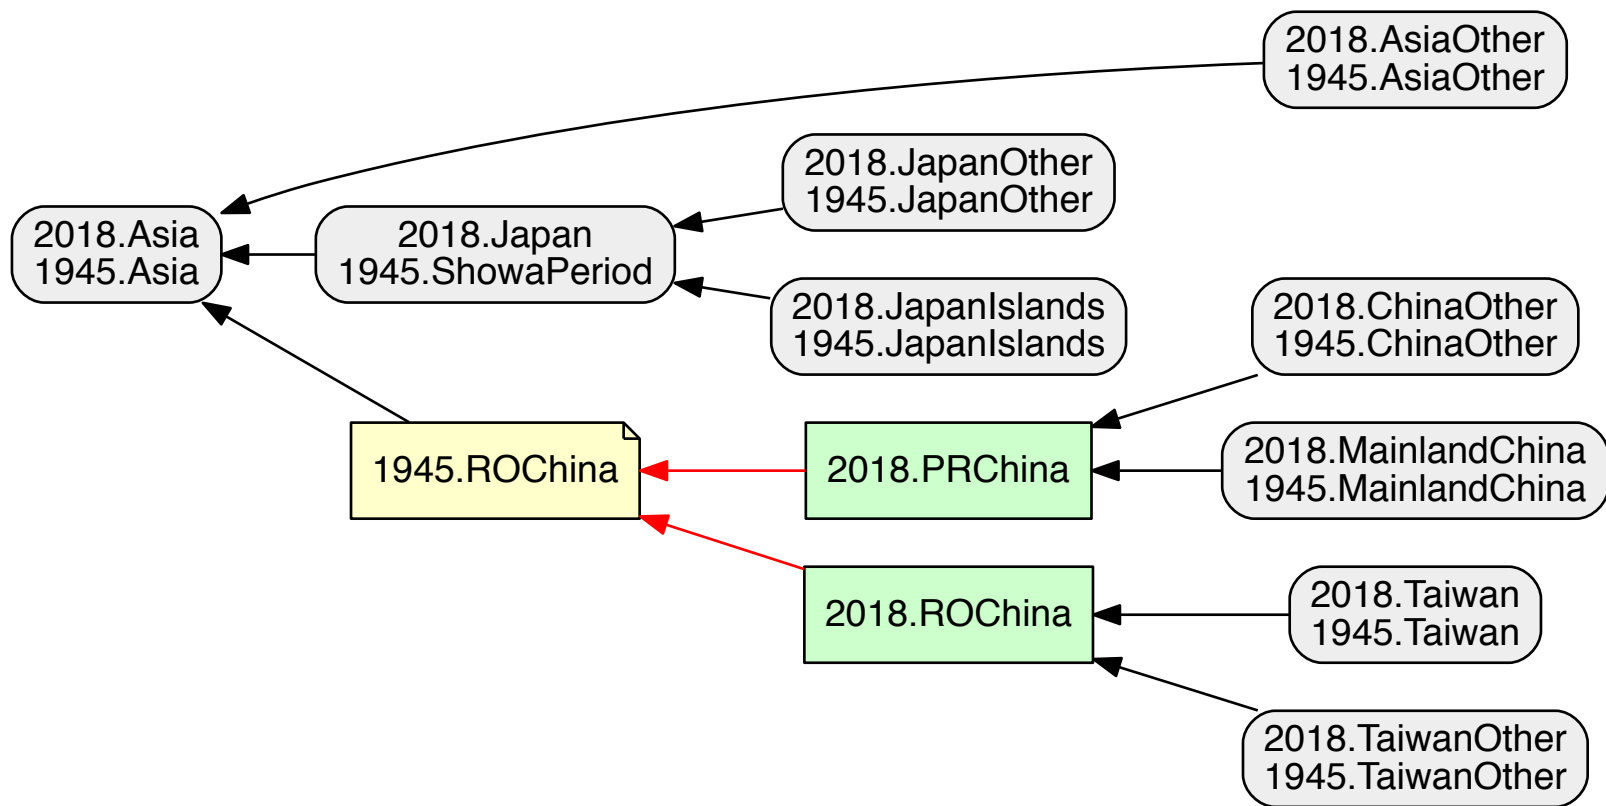 2018.AsiaOther
1945.AsiaOther
2018.JapanOther
1945.JapanOther
2018.Asia
1945.Asia
2018.Japan
1945.ShowaPeriod
2018.JapanIslands
1945.JapanIslands
2018.ChinaOther
1945.ChinaOther
1945.ROChina
2018.PRChina
2018.MainlandChina
1945.MainlandChina
2018.ROChina
2018.Taiwan
1945.Taiwan
2018.TaiwanOther
1945.TaiwanOther